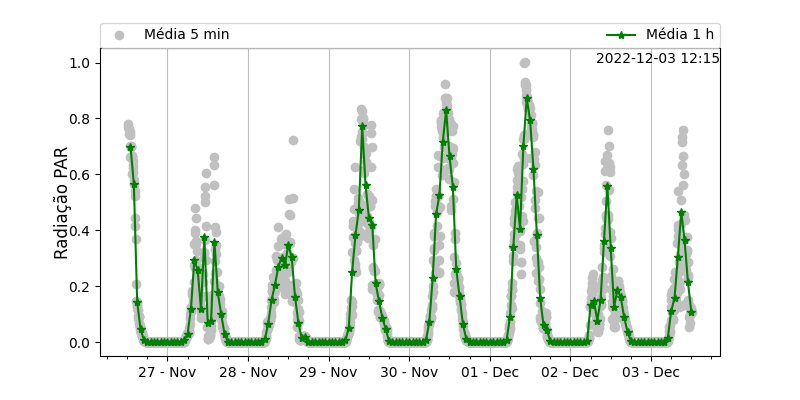 Média 5 min
Média 1 h
2022-12-03 12:15
Radiação PAR
1.0
0.8
0.6
0.4
0.2
0.0
27 - Nov
28 - Nov
29 - Nov
30 - Nov
01 - Dec
02 - Dec
03 - Dec